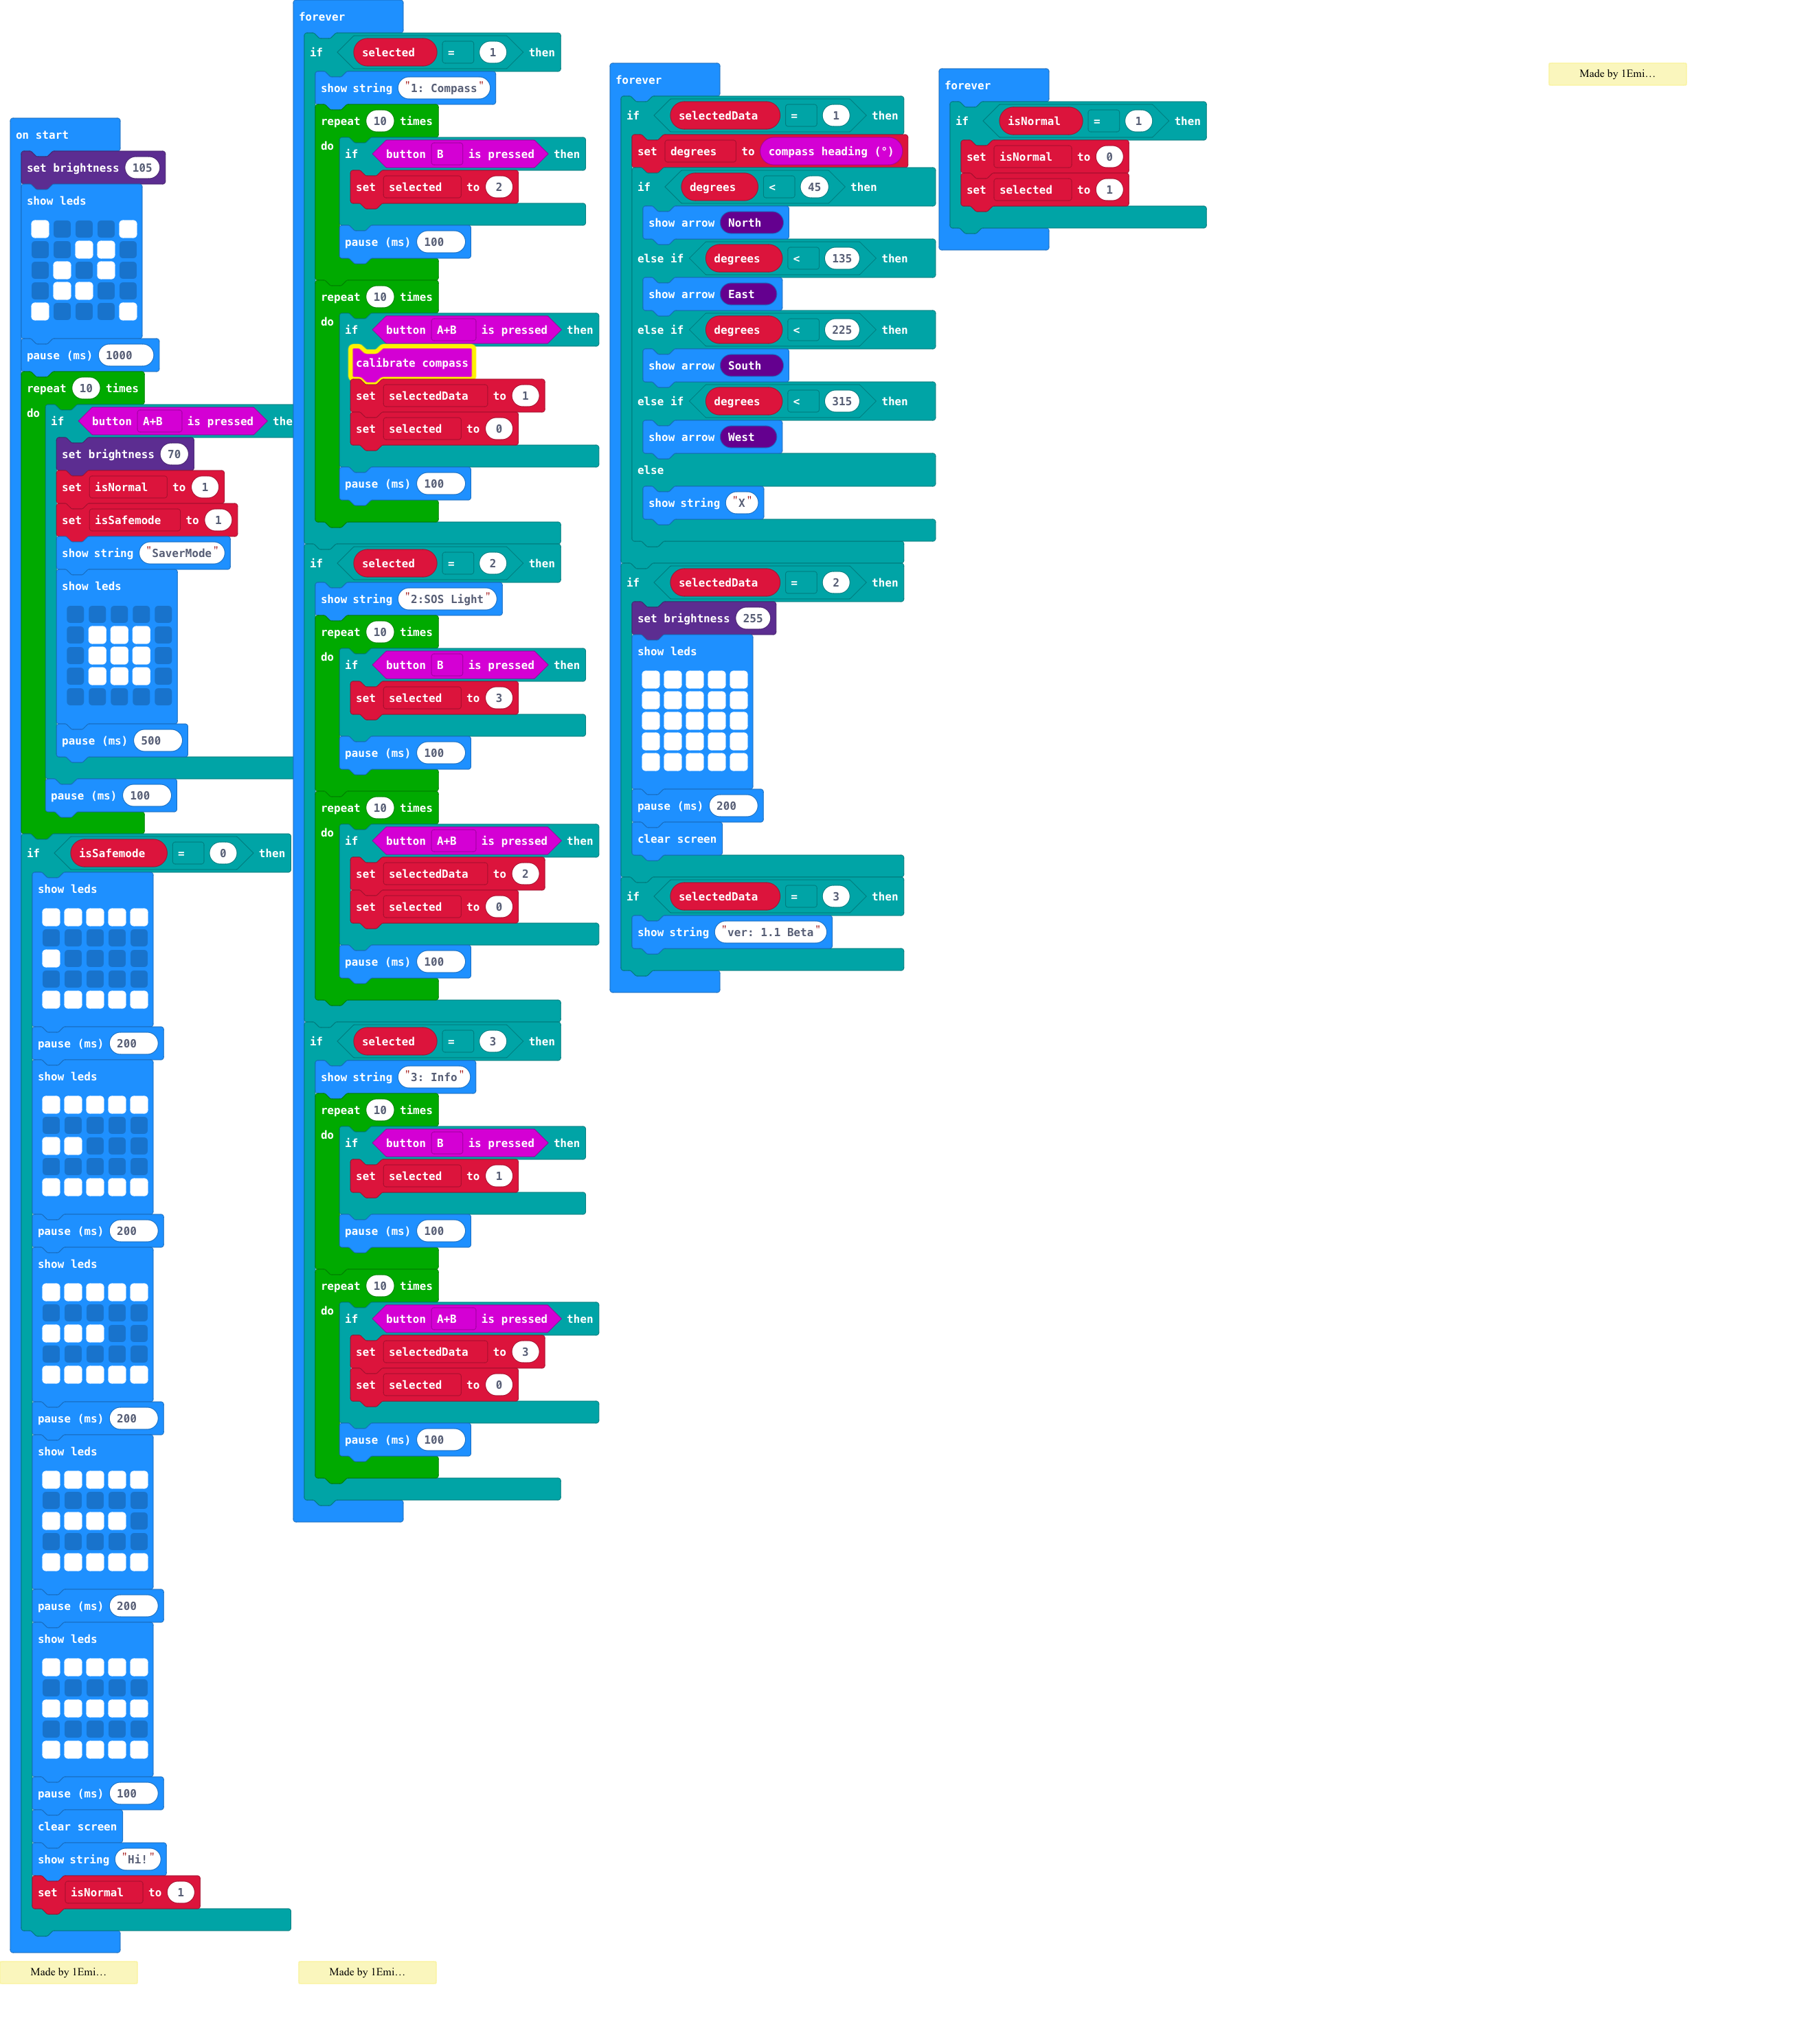 on start
set brightness 105
show leds
pause (ms) 1000
repeat 10 times
do if button A+B is pressed the
set brightness 70
set isNormal to 1
set isSafemode to 1
show string "SaverMode"
show leds
pause (ms) 500
pause (ms) 100
if isSafemode = 0 then
show leds
pause (ms) 200
show leds
pause (ms) 200
show leds
pause (ms) 200
show leds
pause (ms) 200
show leds
pause (ms) 100
clear screen
show string "Hi!"
set isNormal to 1
Made by 1Emi…
forever
if selected = 1 then
show string "1: Compass"
repeat 10 times
do if button B is pressed then
set selected to 2
pause (ms) 100
repeat 10 times
do if button A+B is pressed then
calibrate compass
set selectedData to 1
set selected to 0
pause (ms) 100
if selected = 2 then
show string "2:SOS Light"
repeat 10 times
do if button B is pressed then
set selected to 3
pause (ms) 100
repeat 10 times
do if button A+B is pressed then
set selectedData to 2
set selected to 0
pause (ms) 100
if selected = 3 then
show string "3: Info"
repeat 10 times
do if button B is pressed then
set selected to 1
pause (ms) 100
repeat 10 times
do if button A+B is pressed then
set selectedData to 3
set selected to 0
pause (ms) 100
Made by 1Emi…
forever
if selectedData = 1 then
set degrees to compass heading (°)
if degrees < 45 then
show arrow North
else if degrees < 135 then
show arrow East
else if degrees < 225 then
show arrow South
else if degrees < 315 then
show arrow West
else
show string "X"
if selectedData = 2 then
set brightness 255
show leds
pause (ms) 200
clear screen
if selectedData = 3 then
show string "ver: 1.1 Beta"
forever
if isNormal = 1 then
set isNormal to 0
set selected to 1
Made by 1Emi…